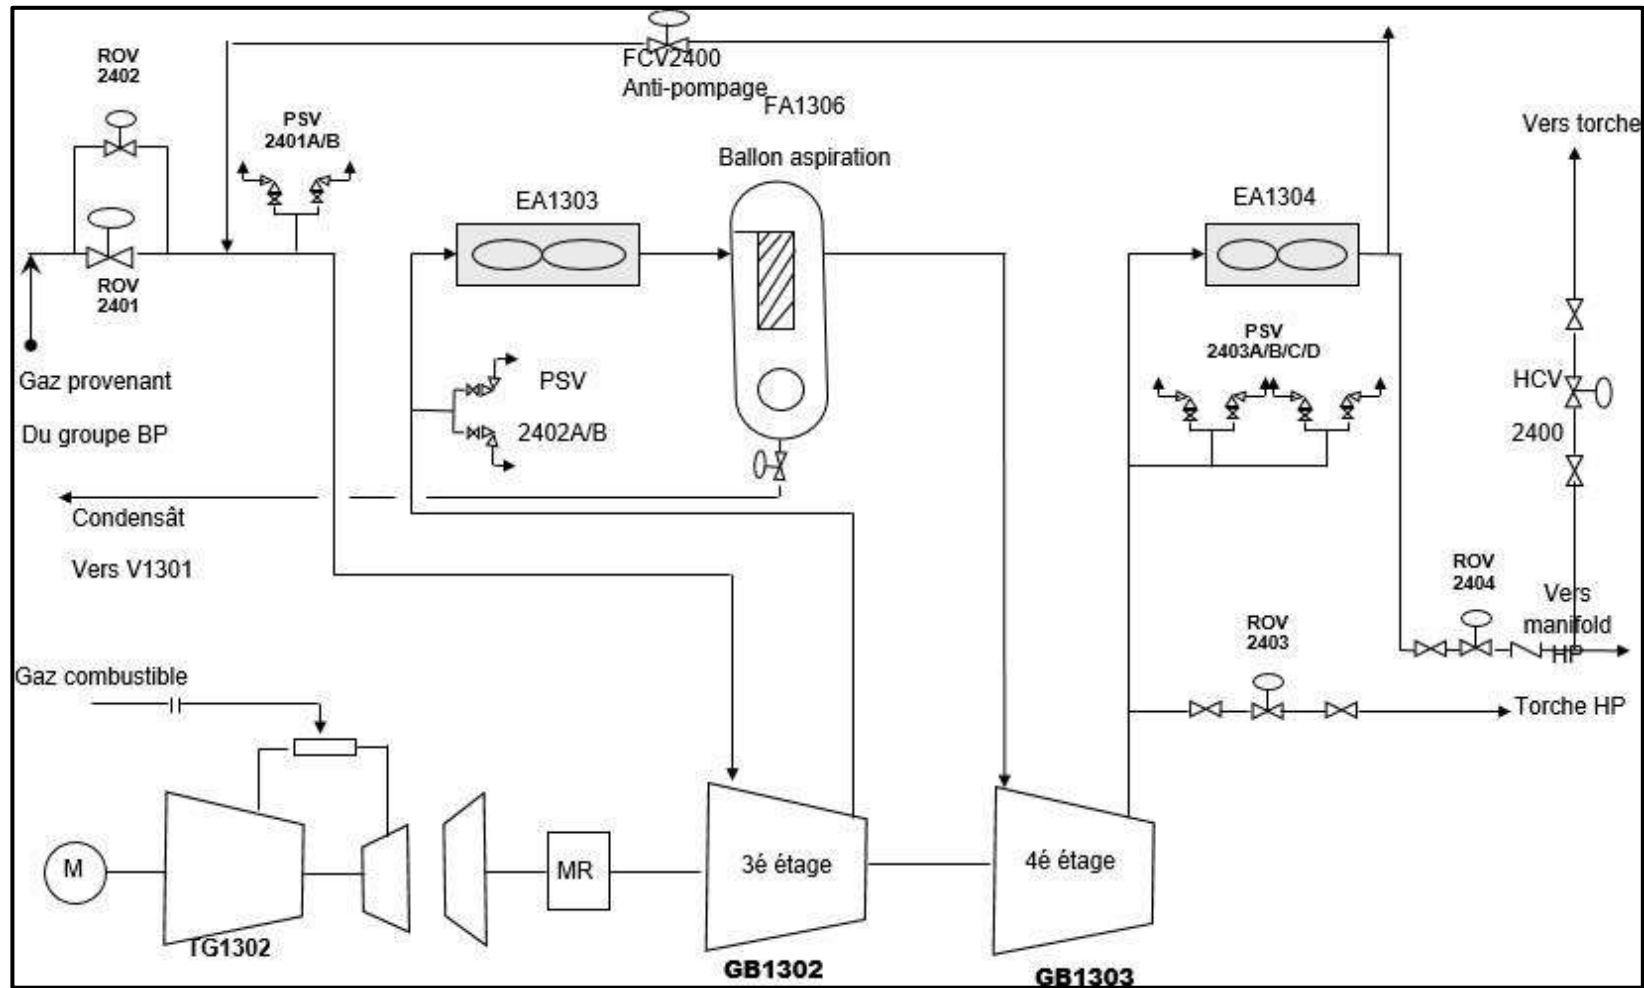 ROV
2402
FCV2400
Anti-pompage
FA1306
PSV
2401A/B
Vers torche
Ballon aspiration
EA1303
EA1304
ROV
2401
PSV
2403A/B/C/D
Gaz provenant
Du groupe BP
PSV
2402A/B
HCV
2400
Condensât
Vers V1301
ROV
2404
Vers
manifold
HP
ROV
2403
Gaz combustible
Torche HP
M
MR
3é étage
4é étage
TG1302
GB1302
GB1303